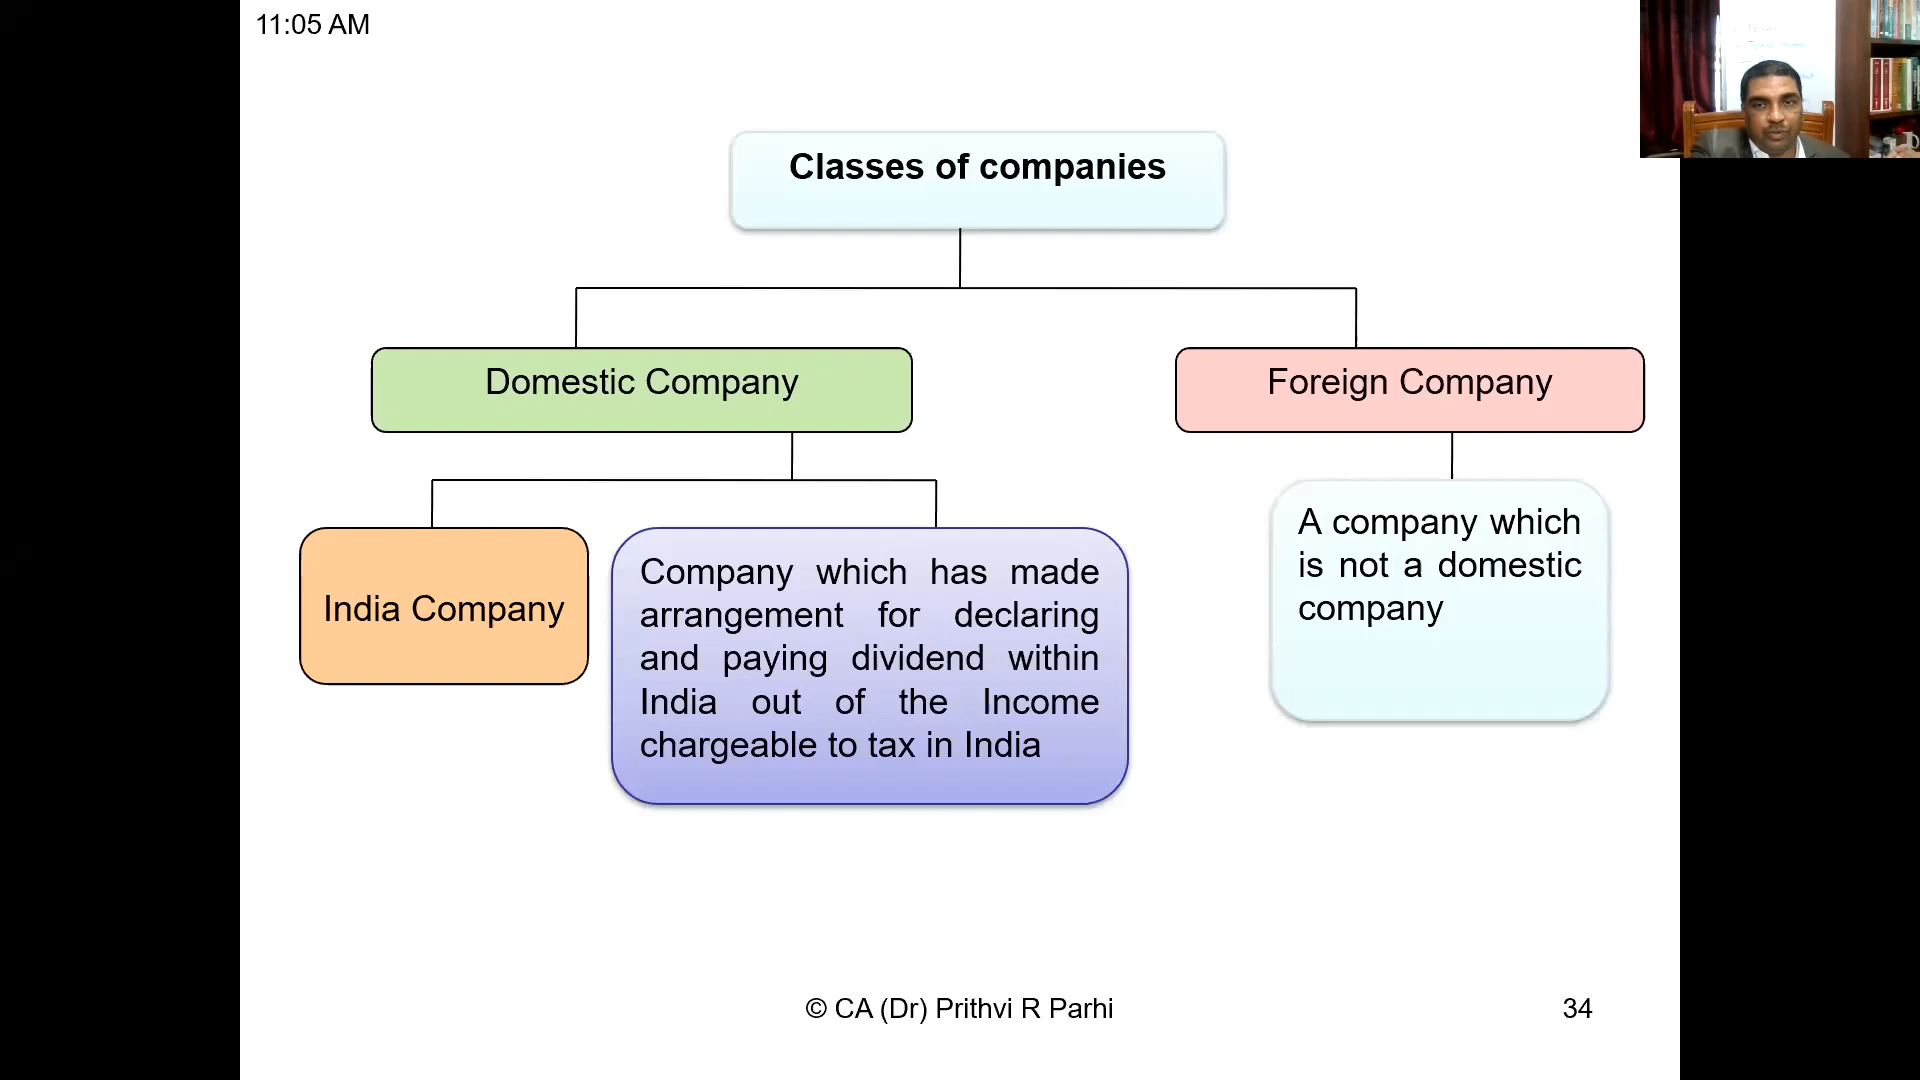 11:05 AM
Classes of companies
Domestic Company
Foreign Company
India Company
Company which has made
arrangement for declaring
and paying dividend within
India out of the Income
chargeable to tax in India
A company which
is not a domestic
company
© CA (Dr) Prithvi R Parhi
34